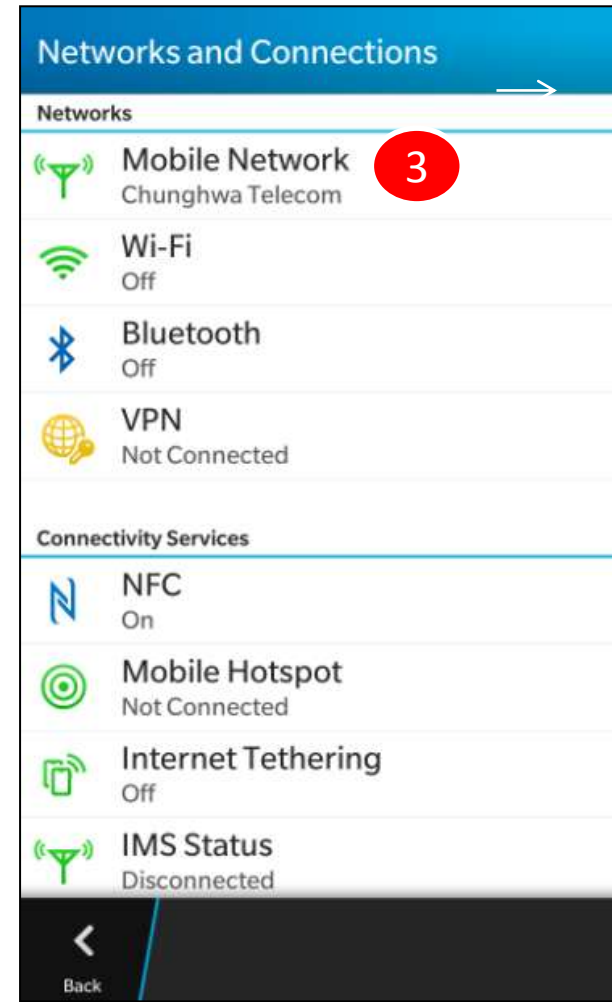 Networks and Connections
Networks
Mobile Network
3
Chunghwa Telecom
Wi-Fi
Off
Bluetooth
Off
VPN
Not Connected
Connectivity Services
NFC
On
Mobile Hotspot
Not Connected
Internet Tethering
Off
IMS Status
Disconnected
Back